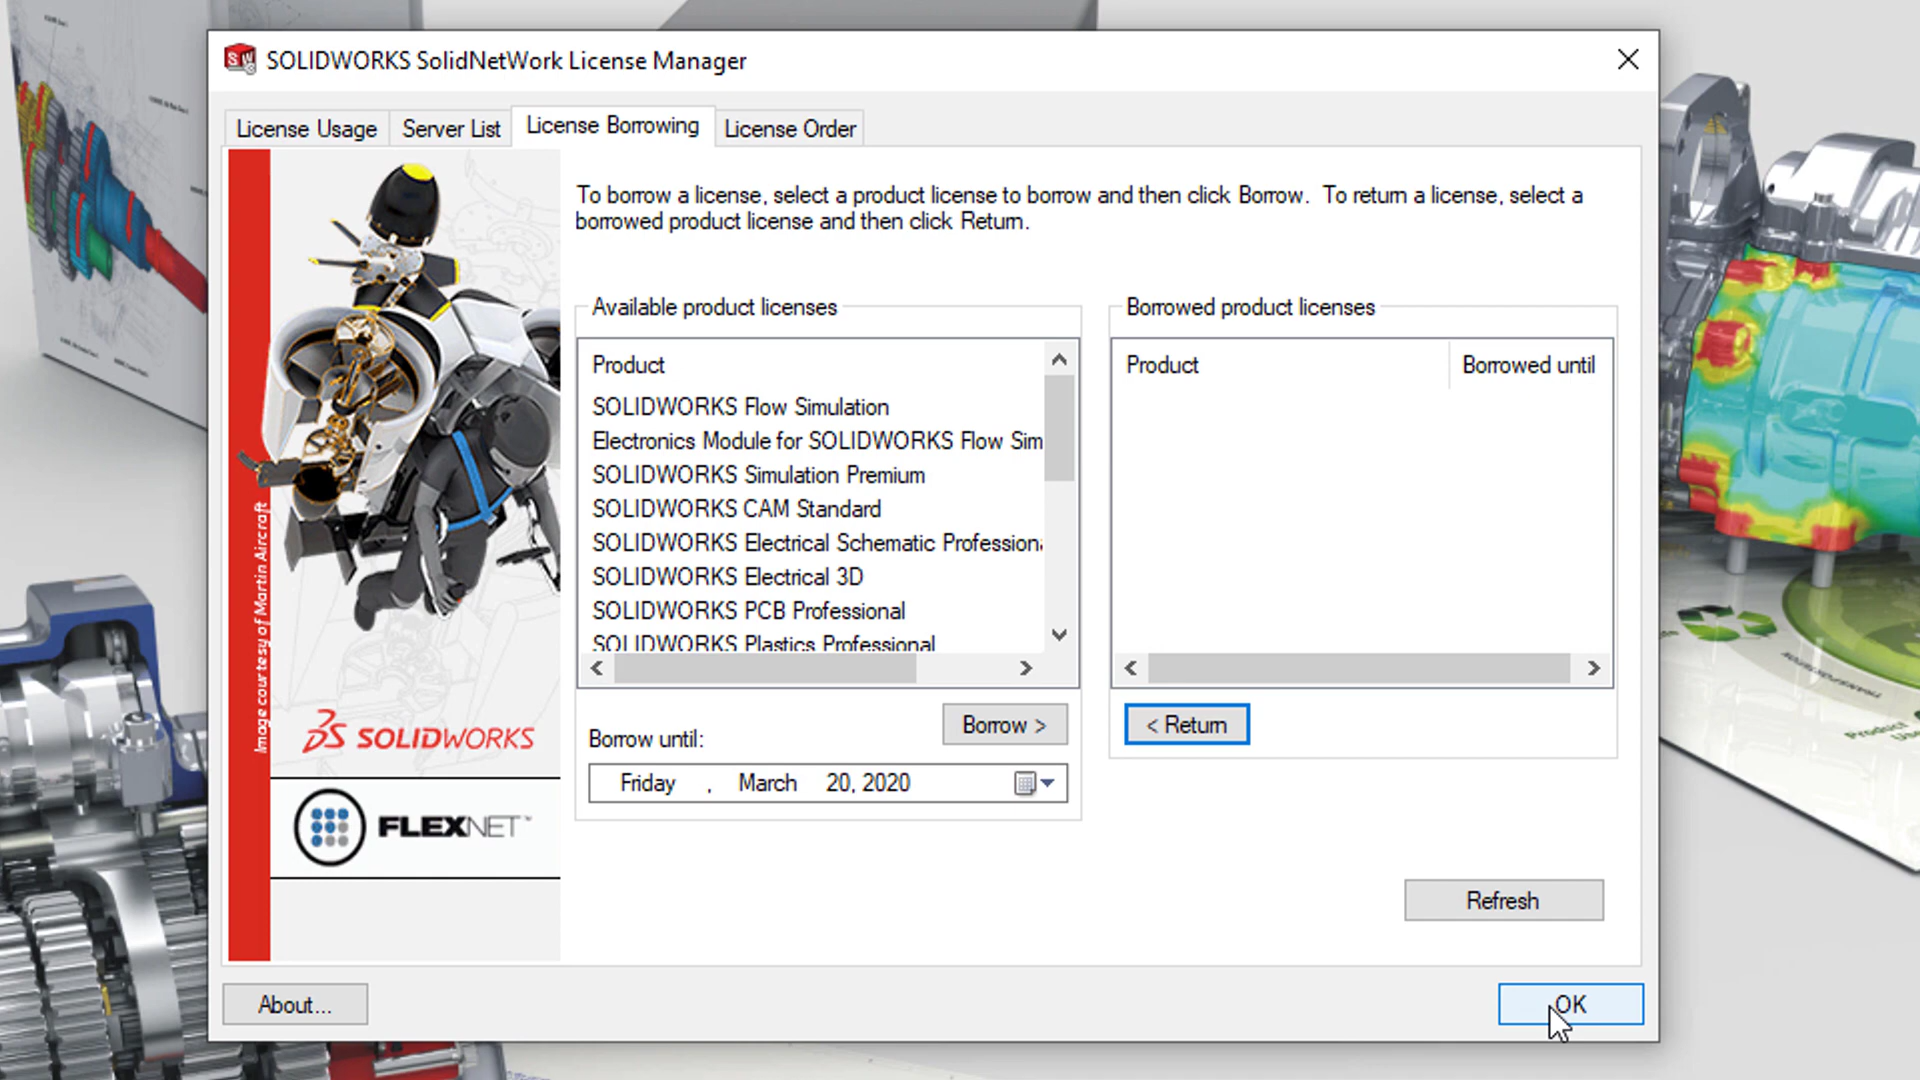 SOLIDWORKS SolidNetWork License Manager
License Usage
Server List
License Borrowing
License Order
To borrow a license, select a product license to borrow and then click Borrow. To return a license, select a
borrowed product license and then click Return.
Available product licenses
Product
SOLIDWORKS Flow Simulation
Electronics Module for SOLIDWORKS Flow Sim
SOLIDWORKS Simulation Premium
SOLIDWORKS CAM Standard
SOLIDWORKS Electrical Schematic Profession
SOLIDWORKS Electrical 3D
SOLIDWORKS PCB Professional
SOLIDWORKS Plastics Professional
Borrow >
Borrow until:
Friday , March 20, 2020
Borrowed product licenses
Product Borrowed until
< Return
Refresh
Image courtesy of Martin Aircraft
SOLIDWORKS
FLEXNET™
About...
OK